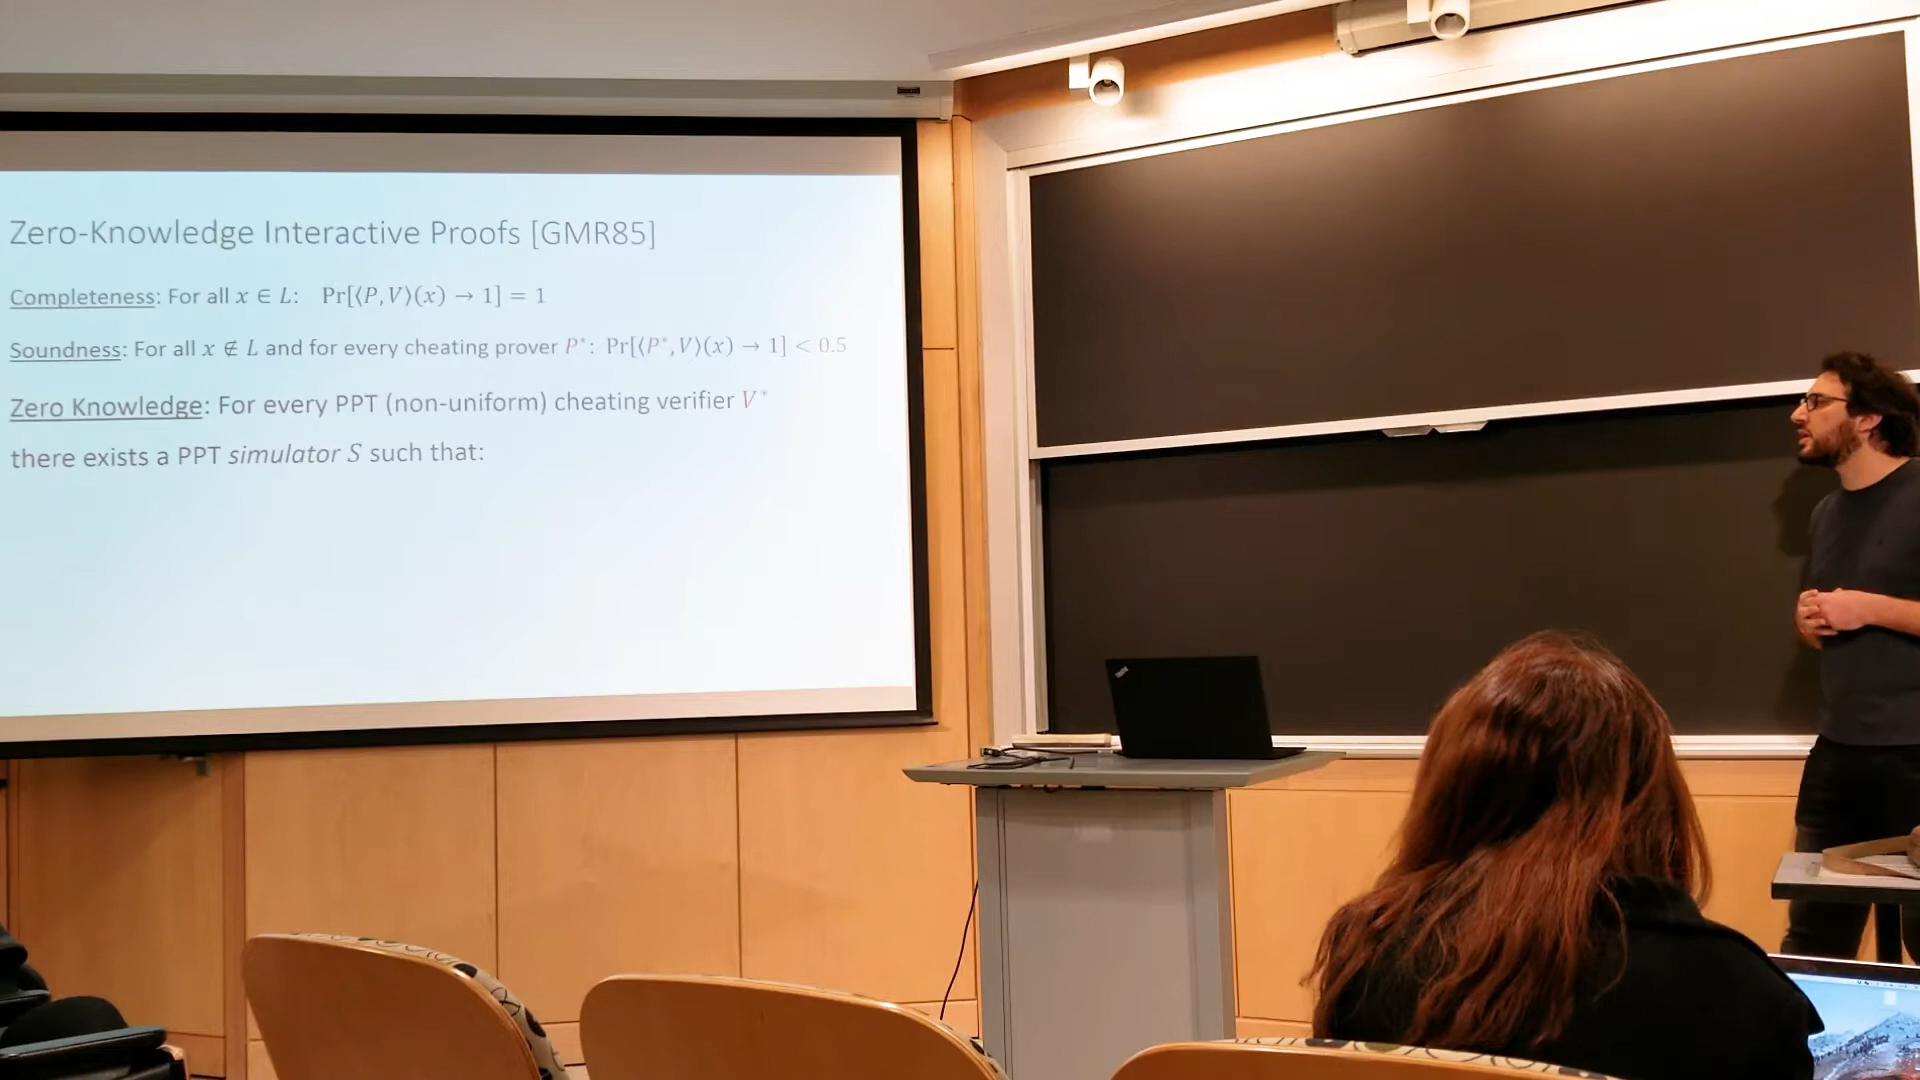 Zero-Knowledge Interactive Proofs [GMR85]
Completeness: For all x ∈ L: Pr[⟨P, V⟩(x) → 1] = 1
Soundness: For all x ∉ L and for every cheating prover P*: Pr[⟨P*, V⟩(x) → 1] < 0.5
Zero Knowledge: For every PPT (non-uniform) cheating verifier V*
there exists a PPT simulator S such that: